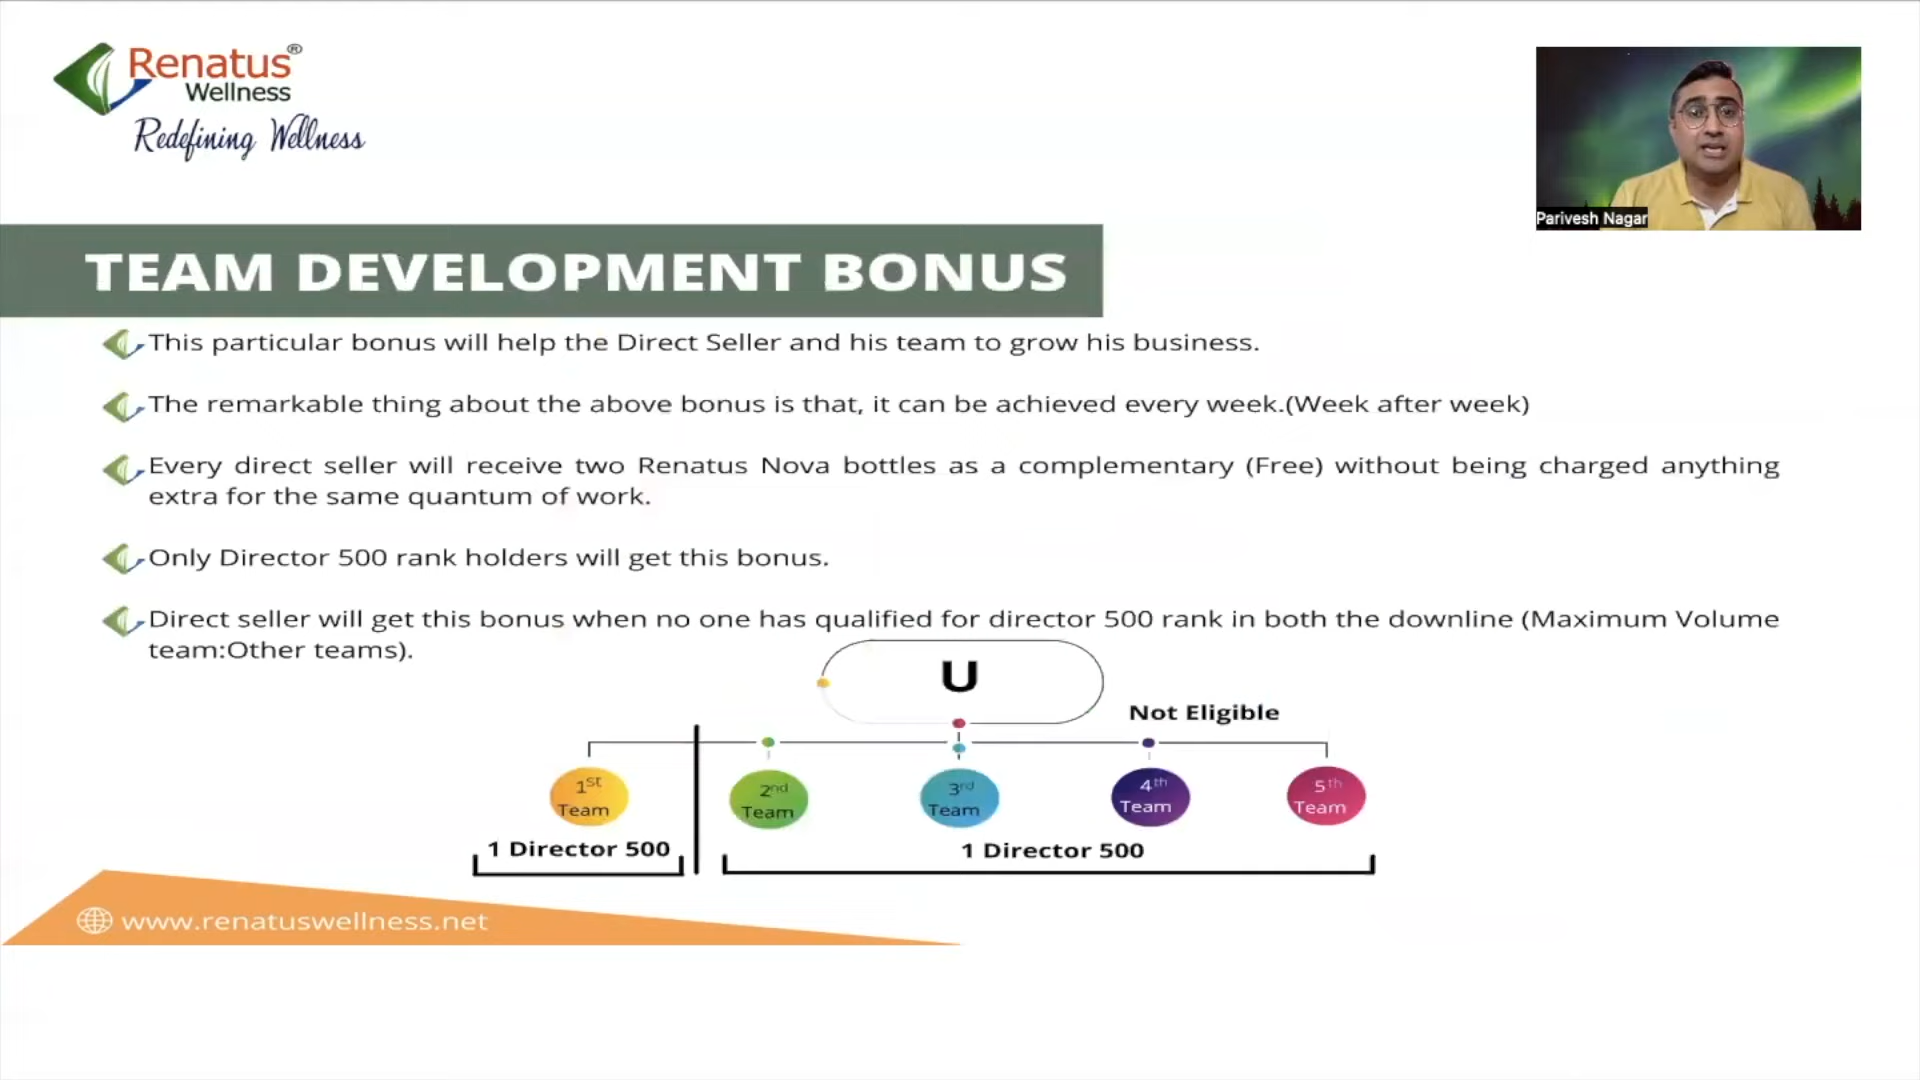 Renatus®
Wellness
Redefining Wellness
Parivesh Nagar
TEAM DEVELOPMENT BONUS
This particular bonus will help the Direct Seller and his team to grow his business.
The remarkable thing about the above bonus is that, it can be achieved every week.(Week after week)
Every direct seller will receive two Renatus Nova bottles as a complementary (Free) without being charged anything
extra for the same quantum of work.
Only Director 500 rank holders will get this bonus.
Direct seller will get this bonus when no one has qualified for director 500 rank in both the downline (Maximum Volume
team:Other teams).
U
Not Eligible
1st Team
2nd Team
3rd Team
4th Team
5th Team
1 Director 500
1 Director 500
www.renatuswellness.net